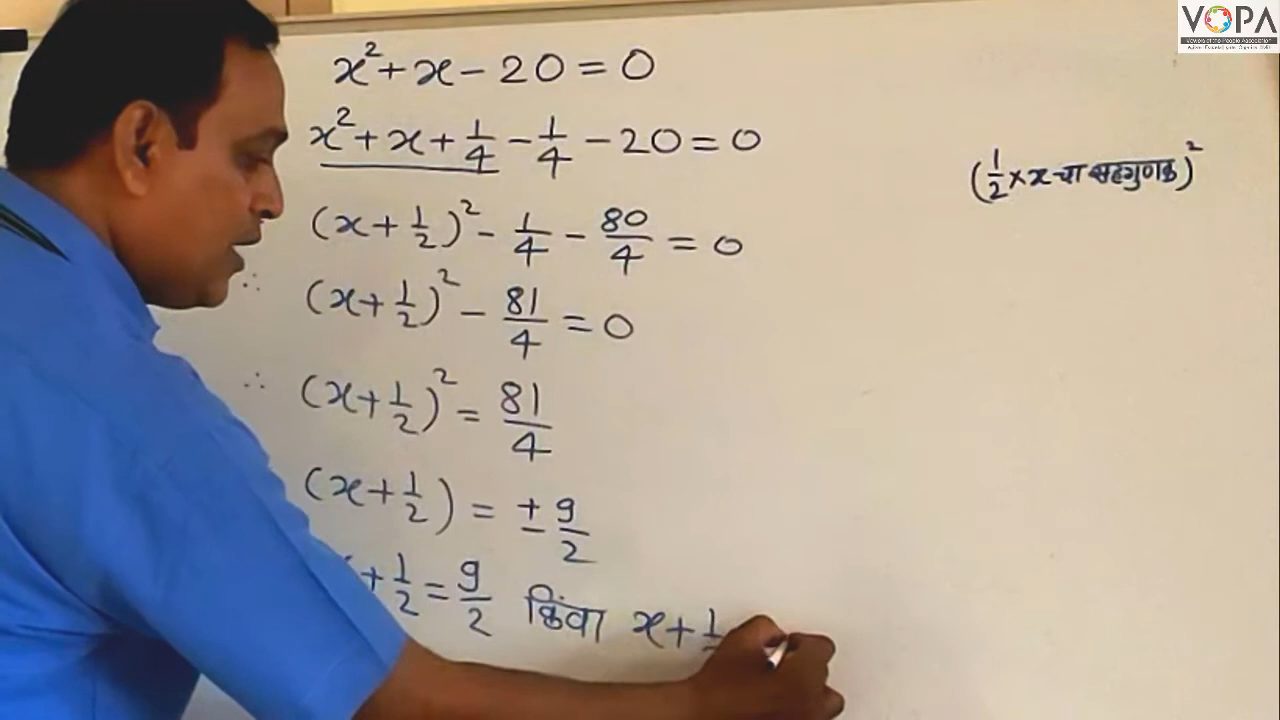 VOPA
x² + x - 20 = 0
x² + x + 1/4 - 1/4 - 20 = 0
(1/2 × x चा सहगुणक)²
(x + 1/2)² - 1/4 - 80/4 = 0
∴ (x + 1/2)² - 81/4 = 0
∴ (x + 1/2)² = 81/4
(x + 1/2) = ± 9/2
+ 1/2 = 9/2 किंवा x + 1